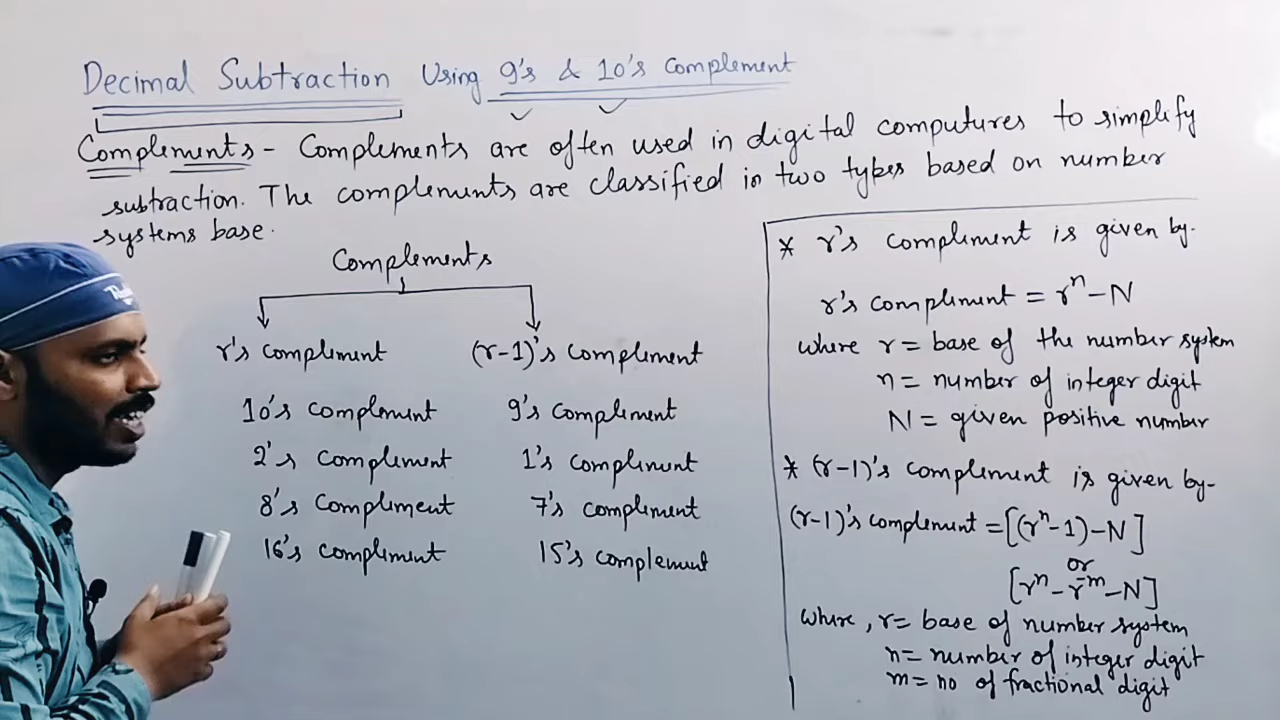 Decimal Subtraction Using 9's & 10's complement
Complements - Complements are often used in digital computures to simplify
subtraction. The complements are classified in two types based on number
systems base.
Complements
r's complement (r-1)'s complement
10's complement 9's complement
2's complement 1's complement
8's compliment 7's complement
16's compliment 15's complement
* r's complement is given by-
r's compliment = rⁿ - N
where r = base of the number system
n = number of integer digit
N = given positive number
* (r-1)'s complement is given by-
(r-1)'s complement = [(rⁿ-1)-N]
or
[rⁿ - r⁻ᵐ - N]
where, r = base of number system
n = number of integer digit
m = no of fractional digit